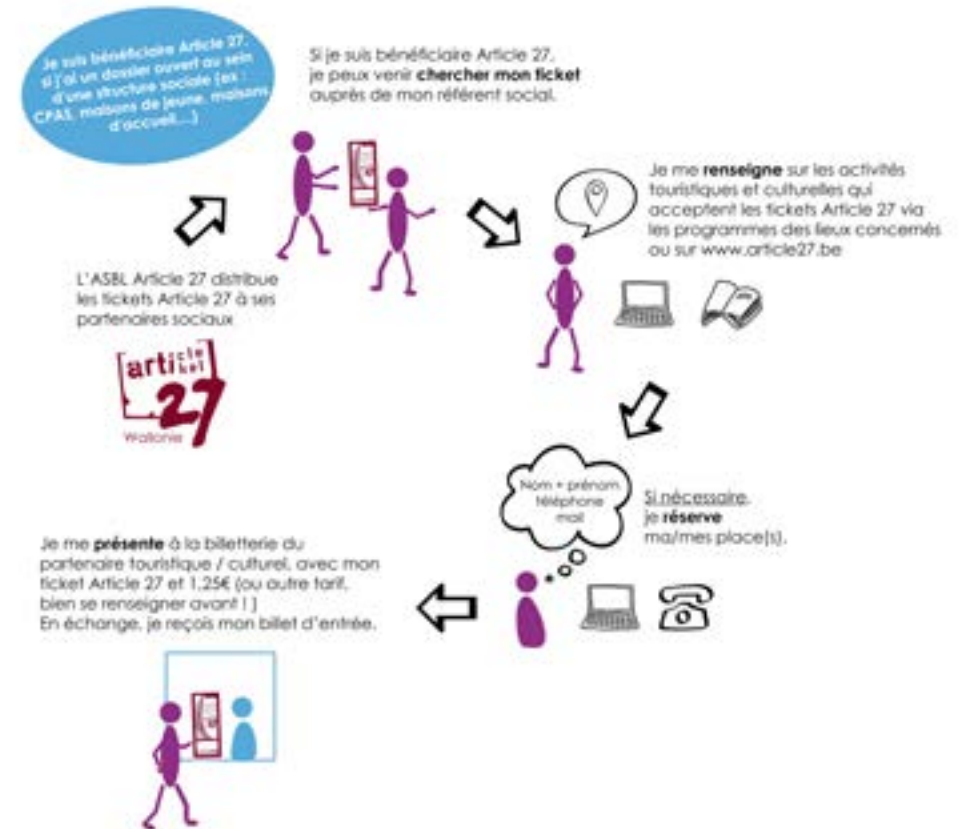 Je suis bénéficiaire Article 27,
si j'ai un dossier ouvert au sein
d'une structure sociale (ex :
CPAS, maisons de jeune, maisons
d'accueil...)
Si je suis bénéficiaire Article 27,
je peux venir chercher mon ticket
auprès de mon référent social.
Je me renseigne sur les activités
touristiques et culturelles qui
acceptent les tickets Article 27 via
les programmes des lieux concernés
ou sur www.article27.be
L'ASBL Article 27 distribue
les tickets Article 27 à ses
partenaires sociaux
article
27
Wallonie
Nom + prénom
téléphone
mail
Si nécessaire,
je réserve
ma/mes place(s).
Je me présente à la billetterie du
partenaire touristique / culturel, avec mon
ticket Article 27 et 1,25€ (ou autre tarif,
bien se renseigner avant ! )
En échange, je reçois mon billet d'entrée.